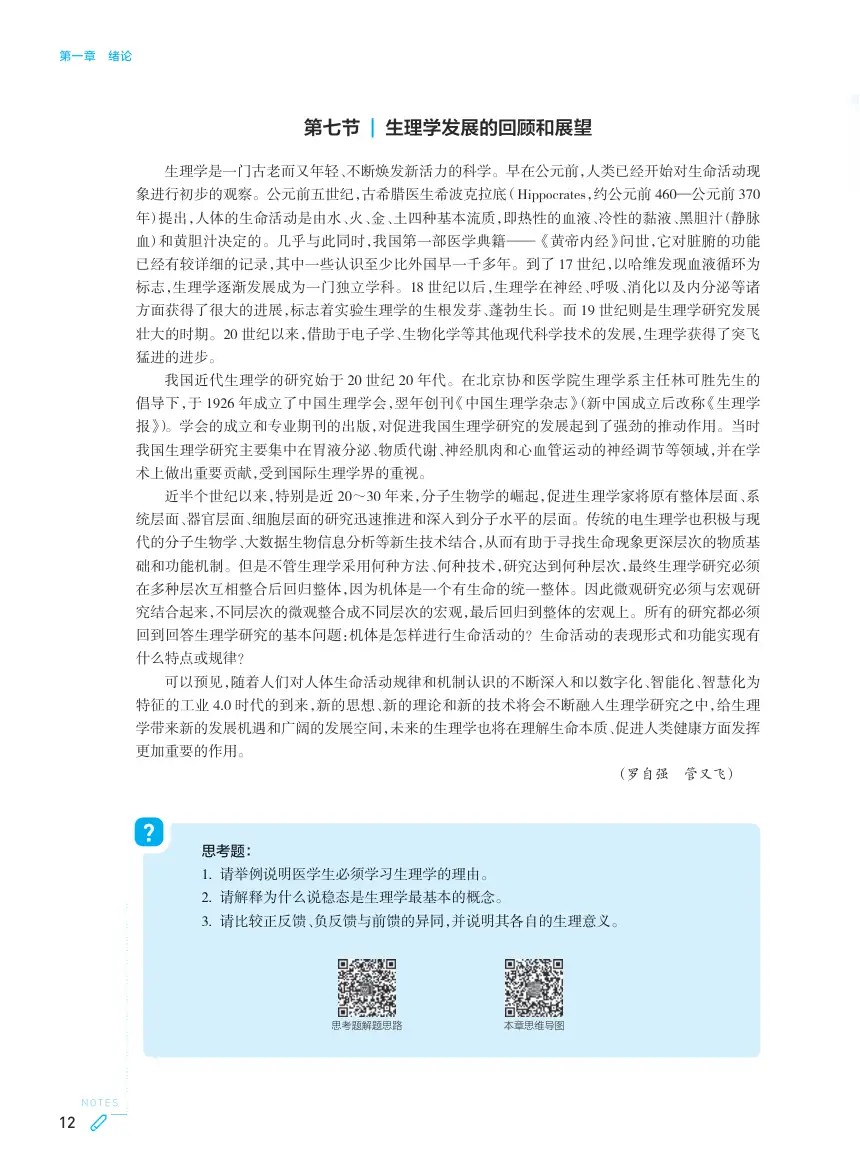 第一章 绪论
第七节 | 生理学发展的回顾和展望
生理学是一门古老而又年轻、不断焕发新活力的科学。早在公元前,人类已经开始对生命活动现
象进行初步的观察。公元前五世纪,古希腊医生希波克拉底(Hippocrates,约公元前 460—公元前 370
年)提出,人体的生命活动是由水、火、金、土四种基本流质,即热性的血液、冷性的黏液、黑胆汁(静脉
血)和黄胆汁决定的。几乎与此同时,我国第一部医学典籍——《黄帝内经》问世,它对脏腑的功能
已经有较详细的记录,其中一些认识至少比外国早一千多年。到了 17 世纪,以哈维发现血液循环为
标志,生理学逐渐发展成为一门独立学科。18 世纪以后,生理学在神经、呼吸、消化以及内分泌等诸
方面获得了很大的进展,标志着实验生理学的生根发芽、蓬勃生长。而 19 世纪则是生理学研究发展
壮大的时期。20 世纪以来,借助于电子学、生物化学等其他现代科学技术的发展,生理学获得了突飞
猛进的进步。
我国近代生理学的研究始于 20 世纪 20 年代。在北京协和医学院生理学系主任林可胜先生的
倡导下,于 1926 年成立了中国生理学会,翌年创刊《中国生理学杂志》(新中国成立后改称《生理学
报》)。学会的成立和专业期刊的出版,对促进我国生理学研究的发展起到了强劲的推动作用。当时
我国生理学研究主要集中在胃液分泌、物质代谢、神经肌肉和心血管运动的神经调节等领域,并在学
术上做出重要贡献,受到国际生理学界的重视。
近半个世纪以来,特别是近 20～30 年来,分子生物学的崛起,促进生理学家将原有整体层面、系
统层面、器官层面、细胞层面的研究迅速推进和深入到分子水平的层面。传统的电生理学也积极与现
代的分子生物学、大数据生物信息分析等新生技术结合,从而有助于寻找生命现象更深层次的物质基
础和功能机制。但是不管生理学采用何种方法、何种技术,研究达到何种层次,最终生理学研究必须
在多种层次互相整合后回归整体,因为机体是一个有生命的统一整体。因此微观研究必须与宏观研
究结合起来,不同层次的微观整合成不同层次的宏观,最后回归到整体的宏观上。所有的研究都必须
回到回答生理学研究的基本问题:机体是怎样进行生命活动的?生命活动的表现形式和功能实现有
什么特点或规律?
可以预见,随着人们对人体生命活动规律和机制认识的不断深入和以数字化、智能化、智慧化为
特征的工业 4.0 时代的到来,新的思想、新的理论和新的技术将会不断融入生理学研究之中,给生理
学带来新的发展机遇和广阔的发展空间,未来的生理学也将在理解生命本质、促进人类健康方面发挥
更加重要的作用。
(罗自强 管又飞)
?
思考题:
1. 请举例说明医学生必须学习生理学的理由。
2. 请解释为什么说稳态是生理学最基本的概念。
3. 请比较正反馈、负反馈与前馈的异同,并说明其各自的生理意义。
思考题解题思路 本章思维导图
NOTES
12